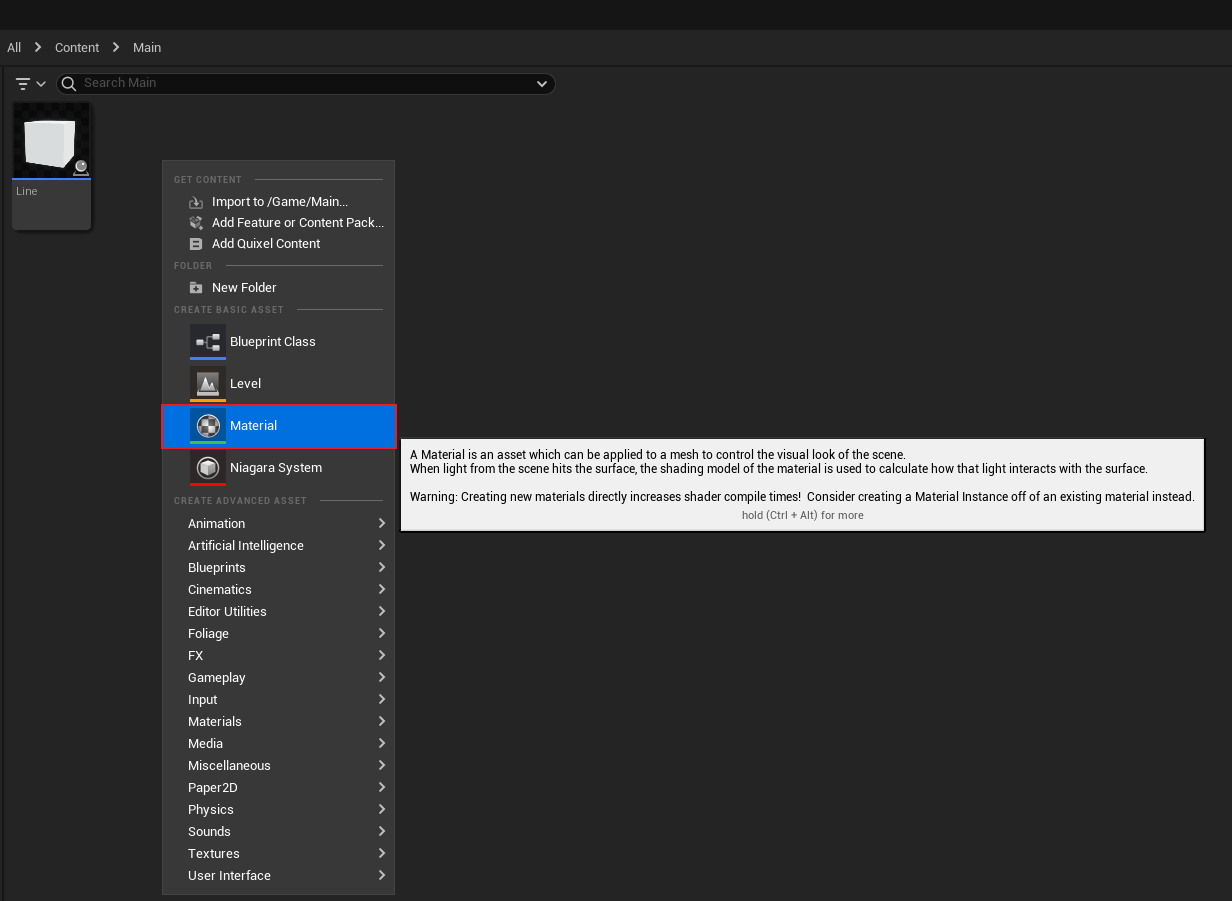 All > Content > Main
Search Main
Line
GET CONTENT
Import to /Game/Main...
Add Feature or Content Pack...
Add Quixel Content
FOLDER
New Folder
CREATE BASIC ASSET
Blueprint Class
Level
Material
Niagara System
A Material is an asset which can be applied to a mesh to control the visual look of the scene.
When light from the scene hits the surface, the shading model of the material is used to calculate how that light interacts with the surface.
Warning: Creating new materials directly increases shader compile times!  Consider creating a Material Instance off of an existing material instead.
hold (Ctrl + Alt) for more
CREATE ADVANCED ASSET
Animation
Artificial Intelligence
Blueprints
Cinematics
Editor Utilities
Foliage
FX
Gameplay
Input
Materials
Media
Miscellaneous
Paper2D
Physics
Sounds
Textures
User Interface